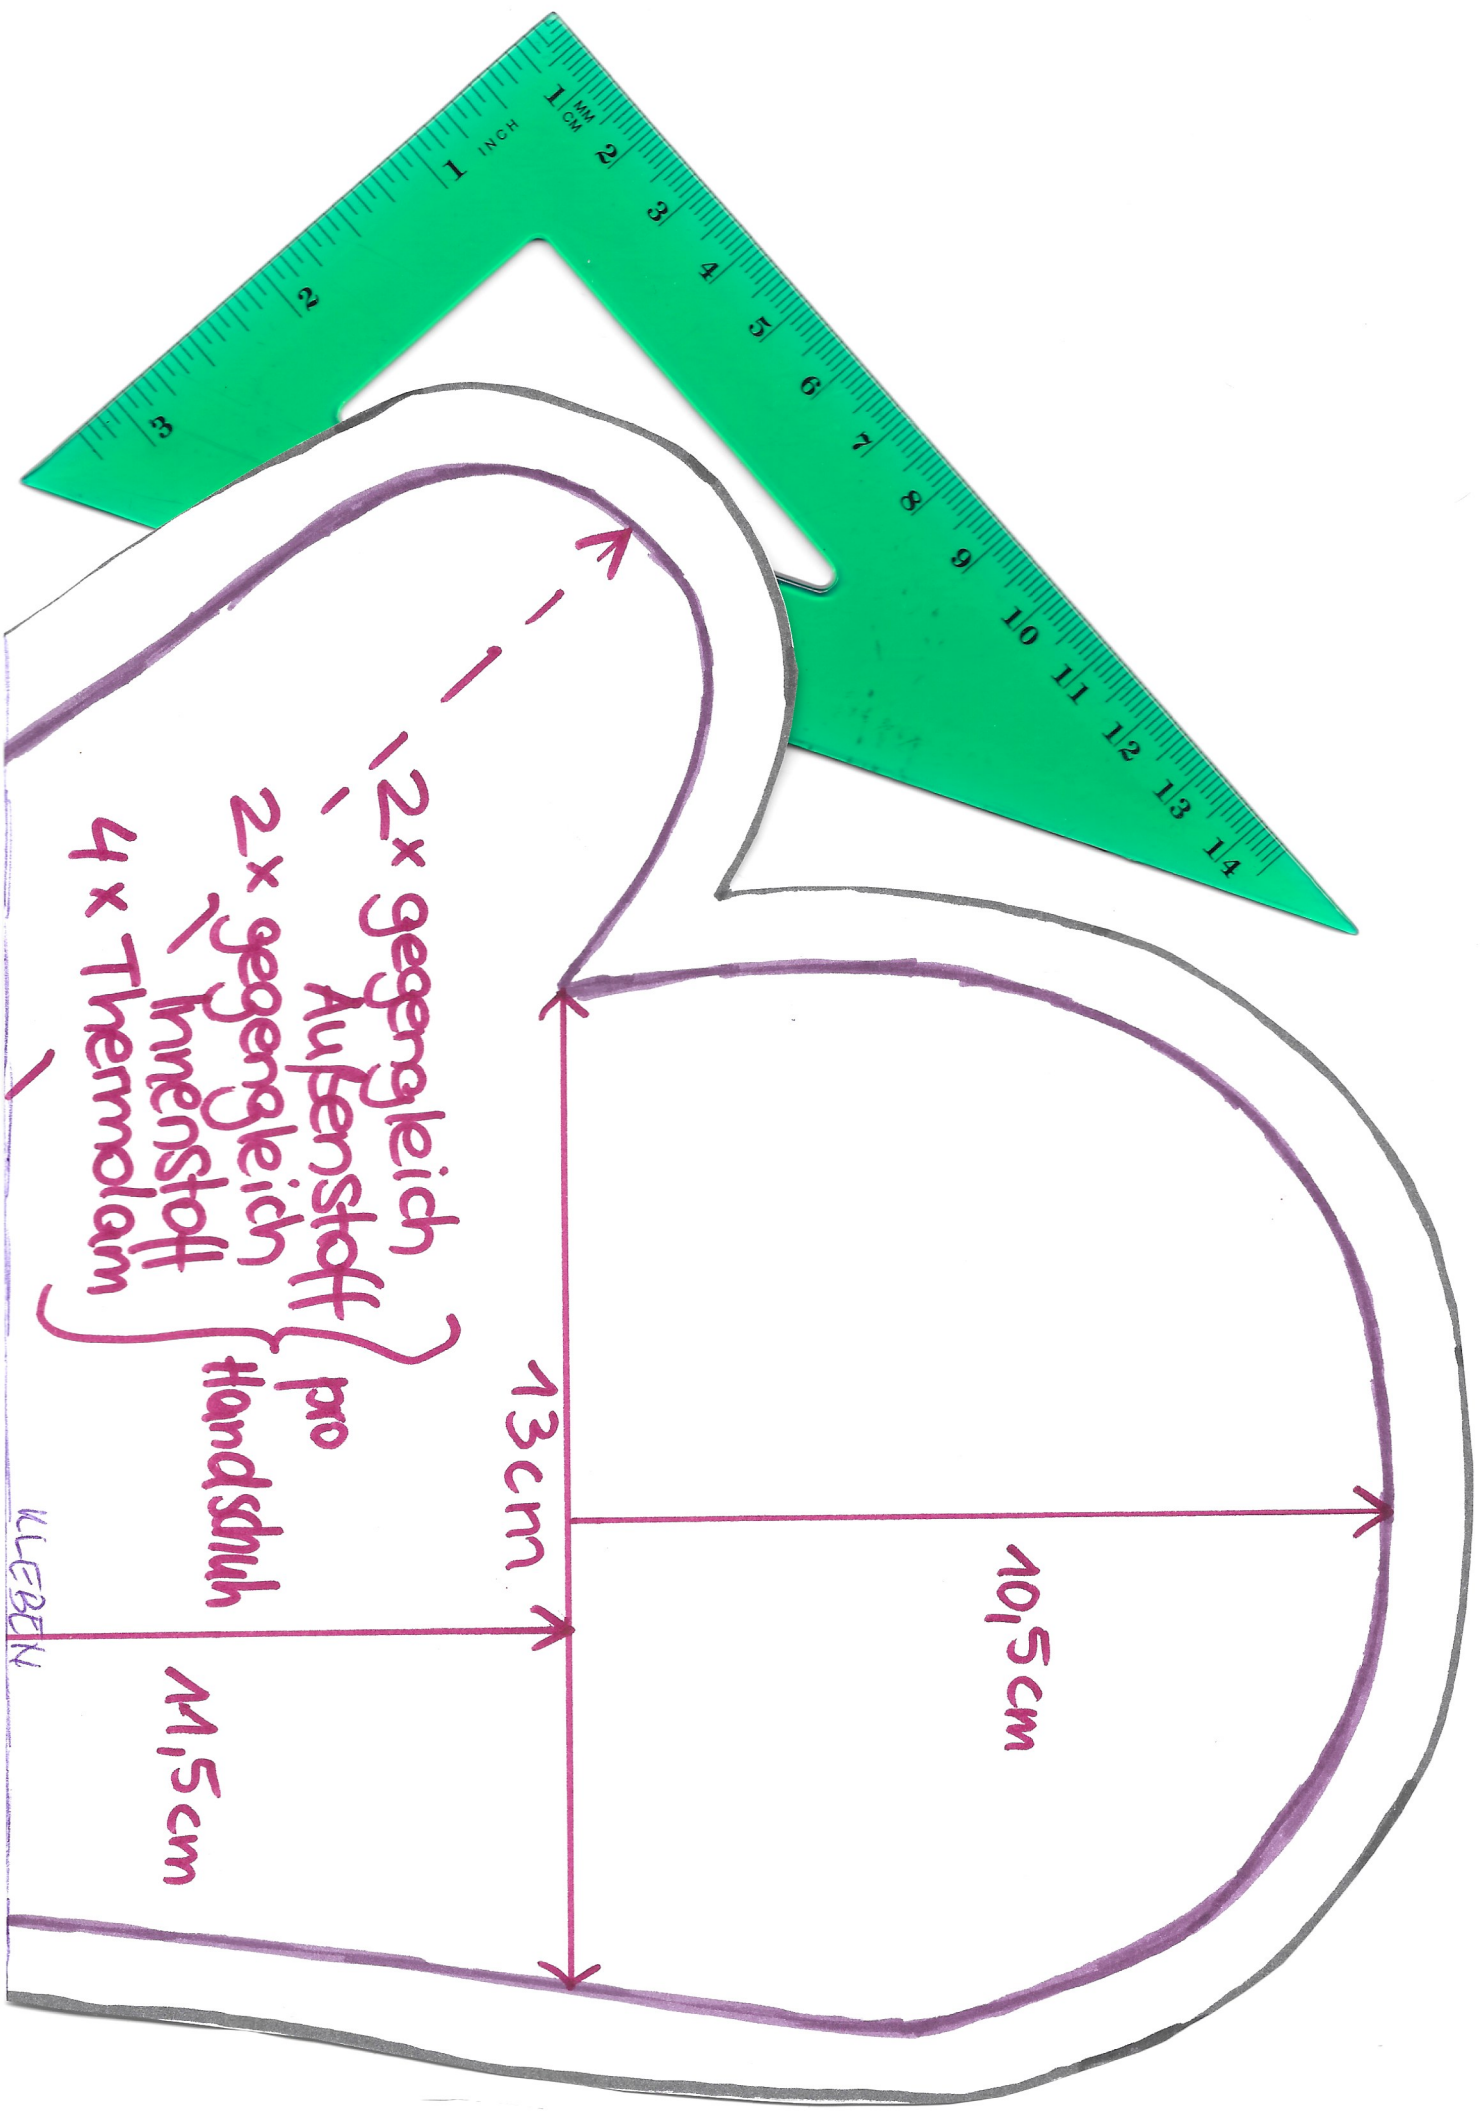 INCH
1
2
3
MM
CM
1
2
3
4
5
6
7
8
9
10
11
12
13
14
2x gegengleich
Außenstoff
2x gegengleich
Innenstoff
4x Thermolam
pro
Handschuh
13cm
10,5cm
11,5cm
KLEBEN